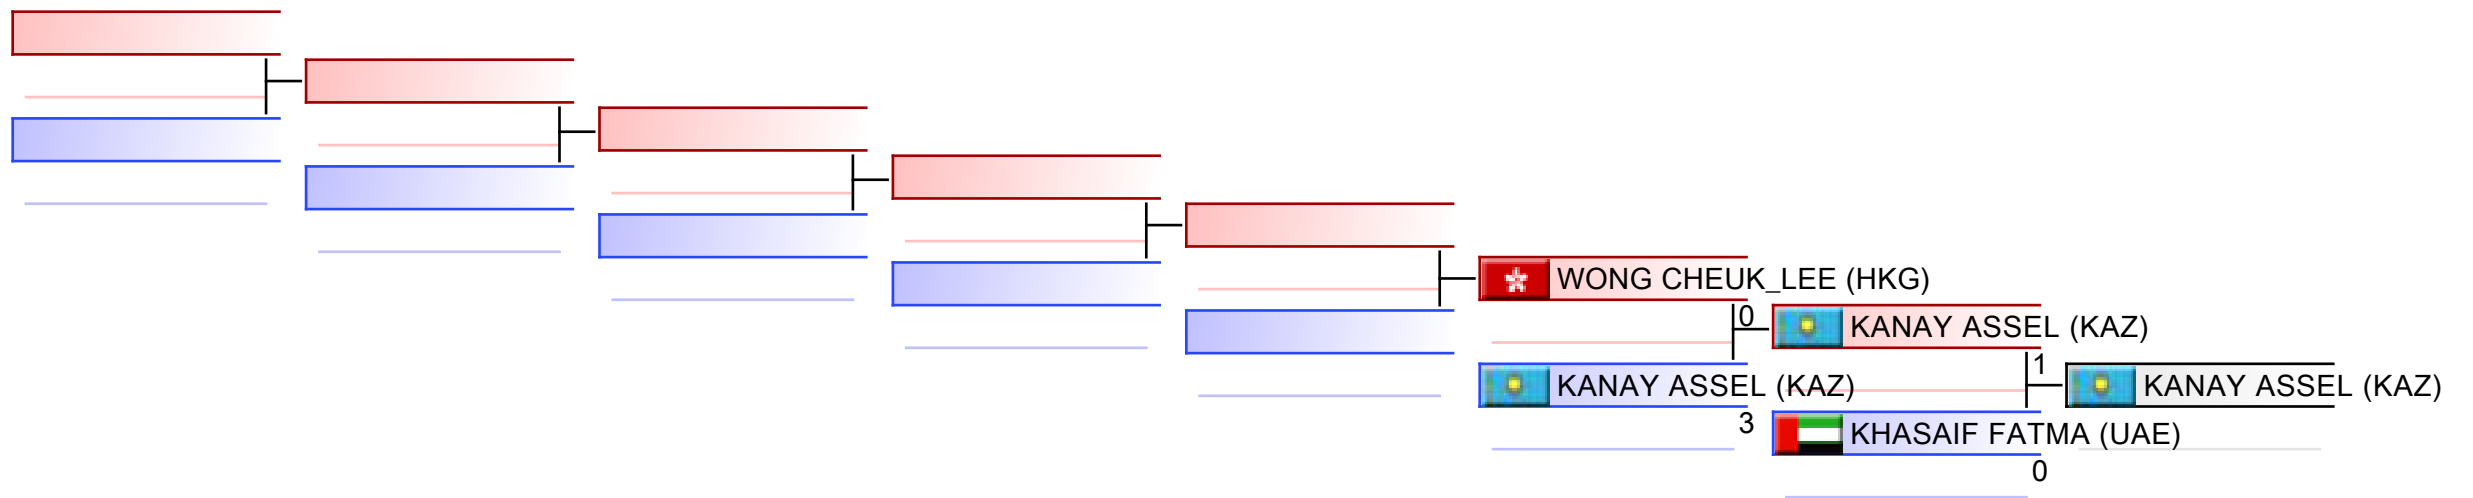 WONG CHEUK_LEE (HKG)
0
KANAY ASSEL (KAZ)
3
KANAY ASSEL (KAZ)
1
KHASAIF FATMA (UAE)
0
KANAY ASSEL (KAZ)